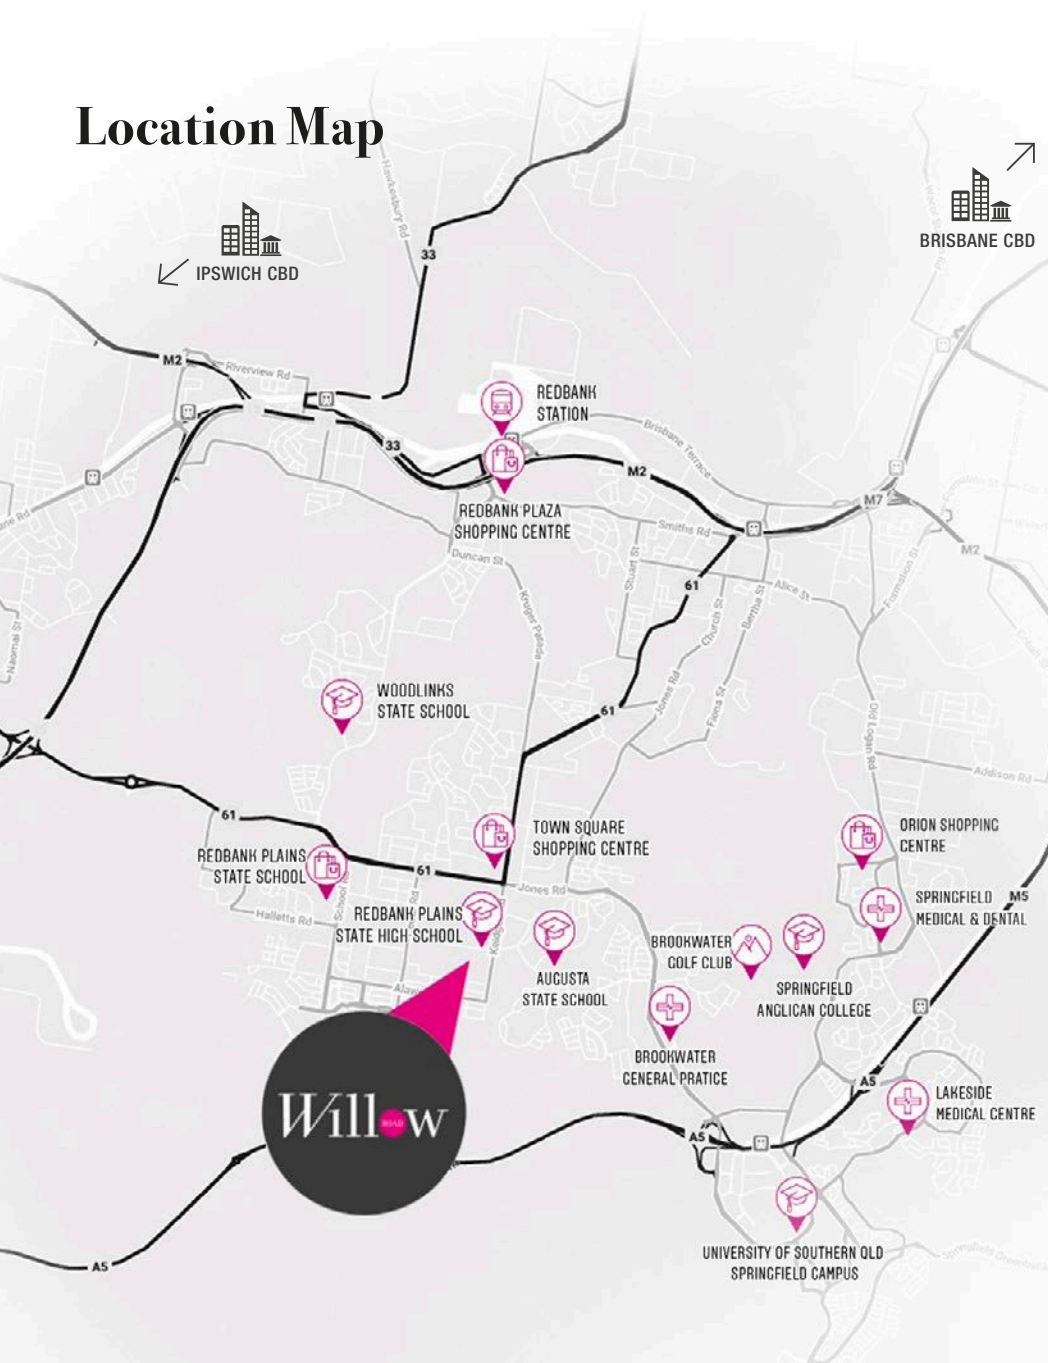 Location Map
BRISBANE CBD
IPSWICH CBD
Hawkesbury Rd
33
M2
Riverview Rd
REDBANK
STATION
33
Brisbane Terrace
M2
M7
REDBANK PLAZA
SHOPPING CENTRE
Smiths Rd
M2
Duncan St
Stuart St
61
Alice St
Formation St
Church St
Bertha St
Naomai St
WOODLINKS
STATE SCHOOL
Jones Rd
Fiona St
61
Old Logan Rd
Addison Rd
61
TOWN SQUARE
SHOPPING CENTRE
ORION SHOPPING
CENTRE
REDBANK PLAINS
STATE SCHOOL
61
Jones Rd
School R
Rd
SPRINGFIELD
MEDICAL & DENTAL
M5
Halletts Rd
REDBANK PLAINS
STATE HIGH SCHOOL
BROOKWATER
GOLF CLUB
AUGUSTA
STATE SCHOOL
SPRINGFIELD
ANGLICAN COLLEGE
BROOKWATER
GENERAL PRATICE
A5
LAKESIDE
MEDICAL CENTRE
Willow
ROAD
A5
A5
UNIVERSITY OF SOUTHERN QLD
SPRINGFIELD CAMPUS